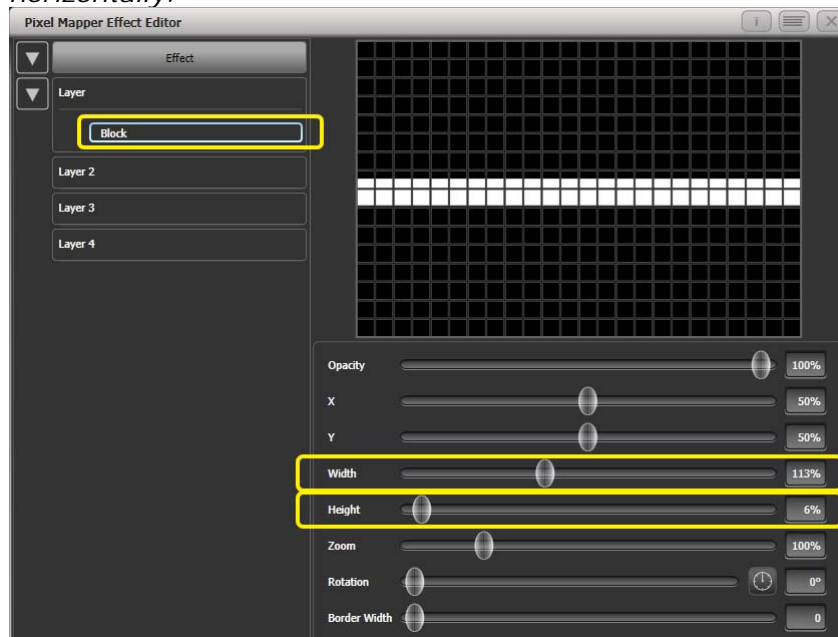 horizontally.
Pixel Mapper Effect Editor
i
Effect
Layer
Block
Layer 2
Layer 3
Layer 4
Opacity 100%
X 50%
Y 50%
Width 113%
Height 6%
Zoom 100%
Rotation 0°
Border Width 0